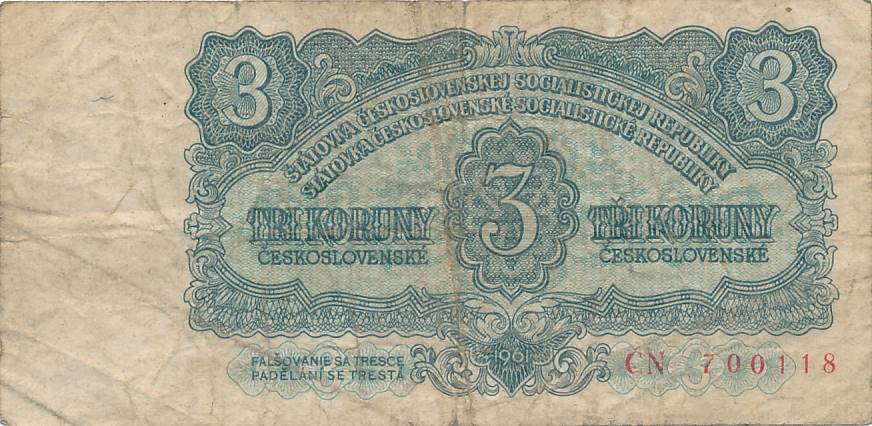 3
3
ŠTÁTOVKA ČESKOSLOVENSKEJ SOCIALISTICKEJ REPUBLIKY
STÁTOVKA ČESKOSLOVENSKÉ SOCIALISTICKÉ REPUBLIKY
3
TRI KORUNY
ČESKOSLOVENSKÉ
TŘI KORUNY
ČESKOSLOVENSKÉ
FALŠOVANIE SA TRESCE
PADĚLÁNÍ SE TRESTÁ
1961
3
CN 700118